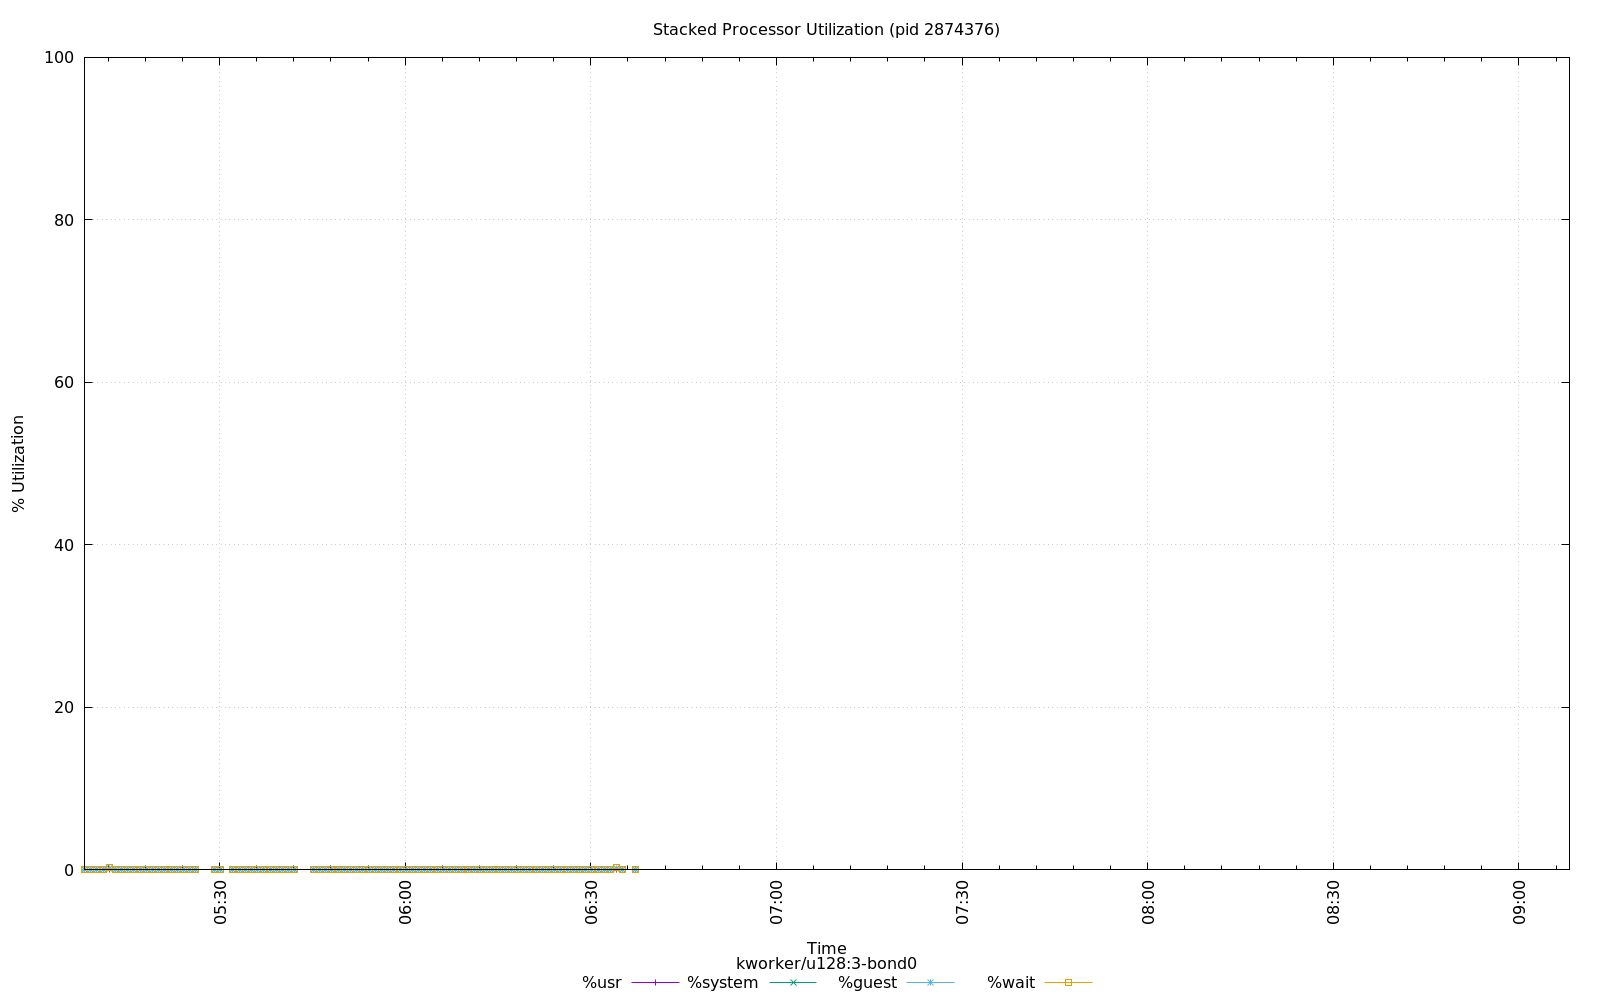 Stacked Processor Utilization (pid 2874376)
100
80
60
40
20
0
% Utilization
05:30 06:00 06:30 07:00 07:30 08:00 08:30 09:00
Time
kworker/u128:3-bond0
%usr %system %guest %wait